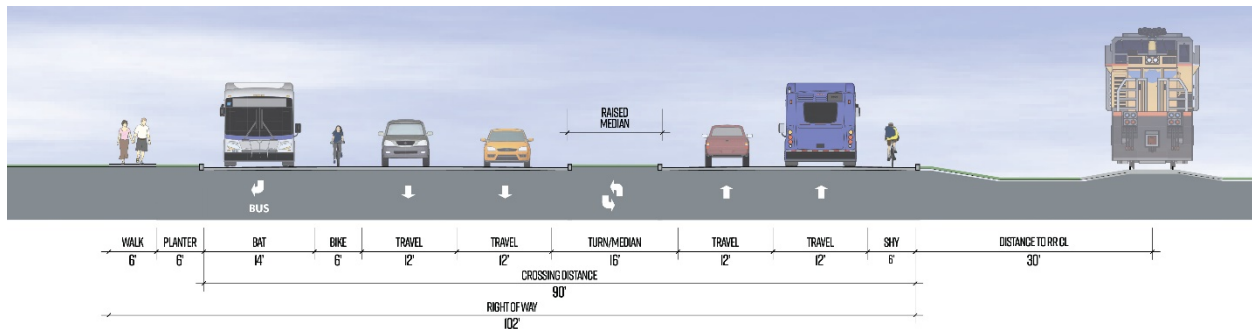 RAISED
MEDIAN
BUS
WALK
PLANTER
BAT
BIKE
TRAVEL
TRAVEL
TURN/MEDIAN
TRAVEL
TRAVEL
SHY
DISTANCE TO RR CL
6'
6'
14'
6'
12'
12'
16'
12'
12'
6'
30'
CROSSING DISTANCE
90'
RIGHT OF WAY
102'